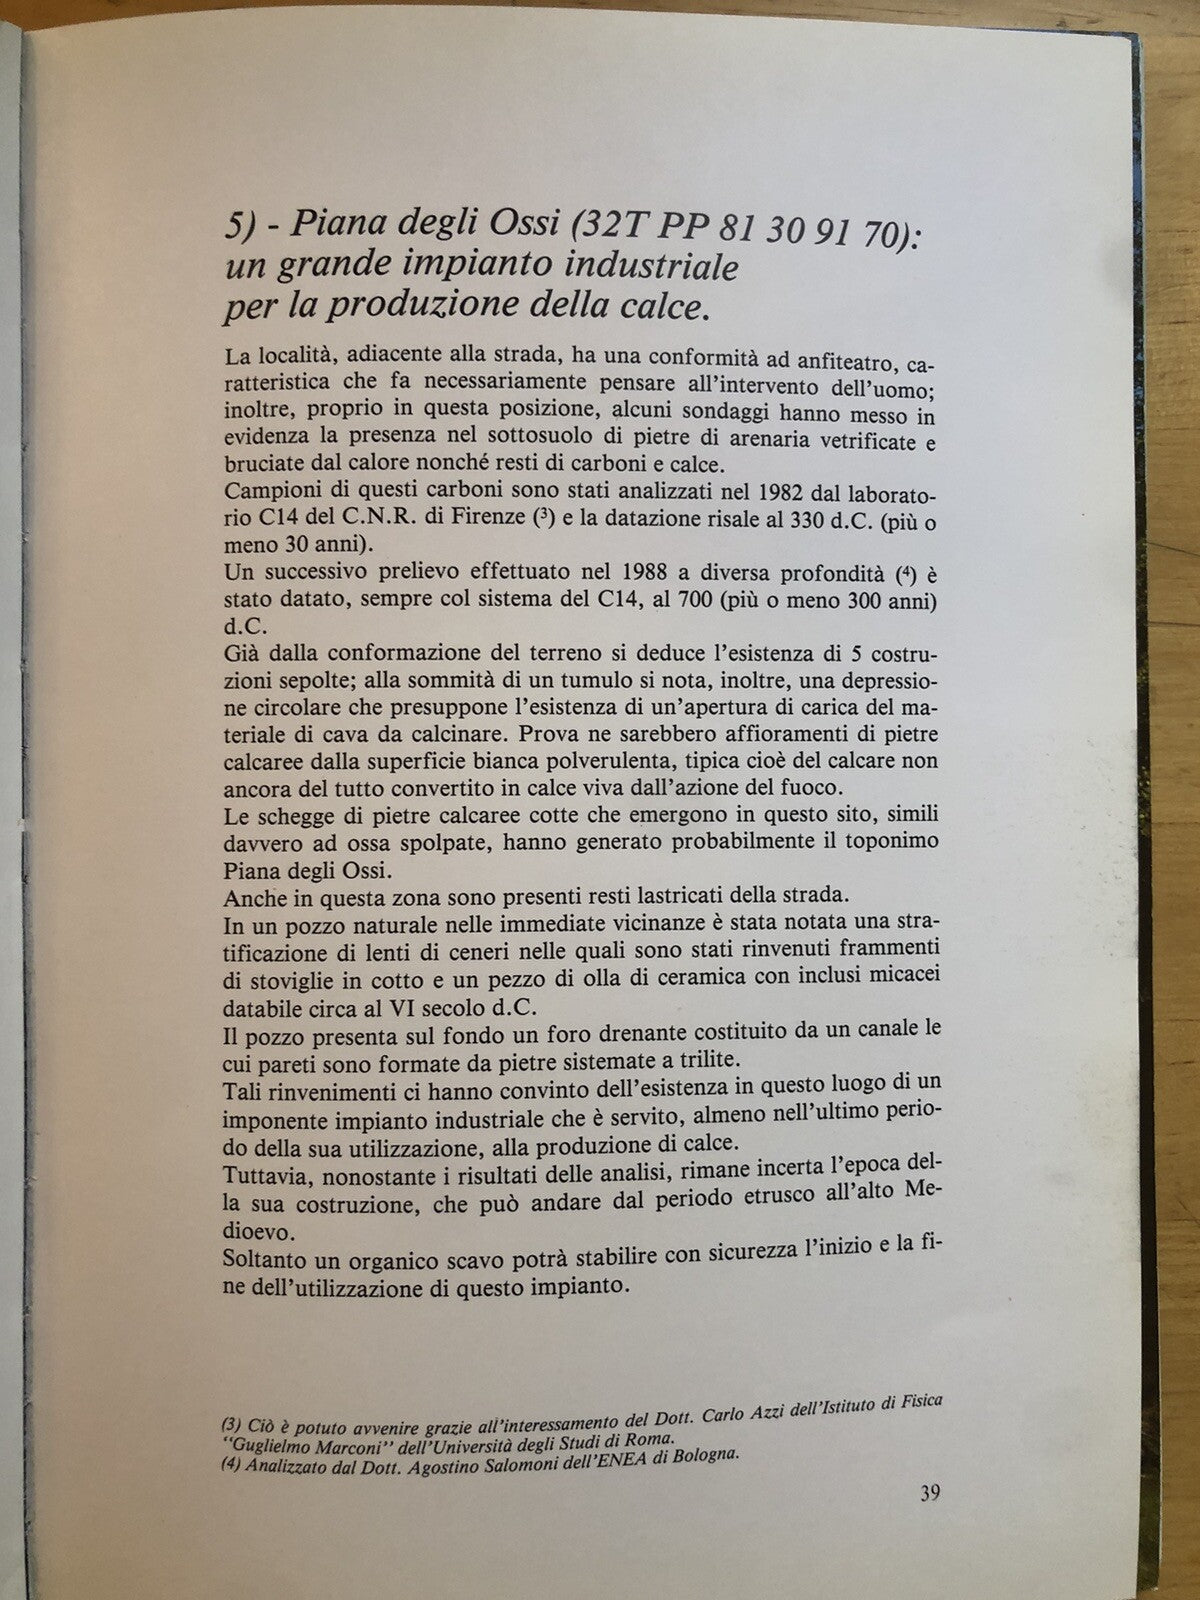 5) - Piana degli Ossi (32T PP 81 30 91 70):
un grande impianto industriale
per la produzione della calce.
La località, adiacente alla strada, ha una conformità ad anfiteatro, ca-
ratteristica che fa necessariamente pensare all'intervento dell'uomo;
inoltre, proprio in questa posizione, alcuni sondaggi hanno messo in
evidenza la presenza nel sottosuolo di pietre di arenaria vetrificate e
bruciate dal calore nonché resti di carboni e calce.
Campioni di questi carboni sono stati analizzati nel 1982 dal laborato-
rio C14 del C.N.R. di Firenze (³) e la datazione risale al 330 d.C. (più o
meno 30 anni).
Un successivo prelievo effettuato nel 1988 a diversa profondità (⁴) è
stato datato, sempre col sistema del C14, al 700 (più o meno 300 anni)
d.C.
Già dalla conformazione del terreno si deduce l'esistenza di 5 costru-
zioni sepolte; alla sommità di un tumulo si nota, inoltre, una depressio-
ne circolare che presuppone l'esistenza di un'apertura di carica del ma-
teriale di cava da calcinare. Prova ne sarebbero affioramenti di pietre
calcaree dalla superficie bianca polverulenta, tipica cioè del calcare non
ancora del tutto convertito in calce viva dall'azione del fuoco.
Le schegge di pietre calcaree cotte che emergono in questo sito, simili
davvero ad ossa spolpate, hanno generato probabilmente il toponimo
Piana degli Ossi.
Anche in questa zona sono presenti resti lastricati della strada.
In un pozzo naturale nelle immediate vicinanze è stata notata una stra-
tificazione di lenti di ceneri nelle quali sono stati rinvenuti frammenti
di stoviglie in cotto e un pezzo di olla di ceramica con inclusi micacei
databile circa al VI secolo d.C.
Il pozzo presenta sul fondo un foro drenante costituito da un canale le
cui pareti sono formate da pietre sistemate a trilite.
Tali rinvenimenti ci hanno convinto dell'esistenza in questo luogo di un
imponente impianto industriale che è servito, almeno nell'ultimo perio-
do della sua utilizzazione, alla produzione di calce.
Tuttavia, nonostante i risultati delle analisi, rimane incerta l'epoca del-
la sua costruzione, che può andare dal periodo etrusco all'alto Me-
dioevo.
Soltanto un organico scavo potrà stabilire con sicurezza l'inizio e la fi-
ne dell'utilizzazione di questo impianto.
(3) Ciò è potuto avvenire grazie all'interessamento del Dott. Carlo Azzi dell'Istituto di Fisica
"Guglielmo Marconi" dell'Università degli Studi di Roma.
(4) Analizzato dal Dott. Agostino Salomoni dell'ENEA di Bologna.
39